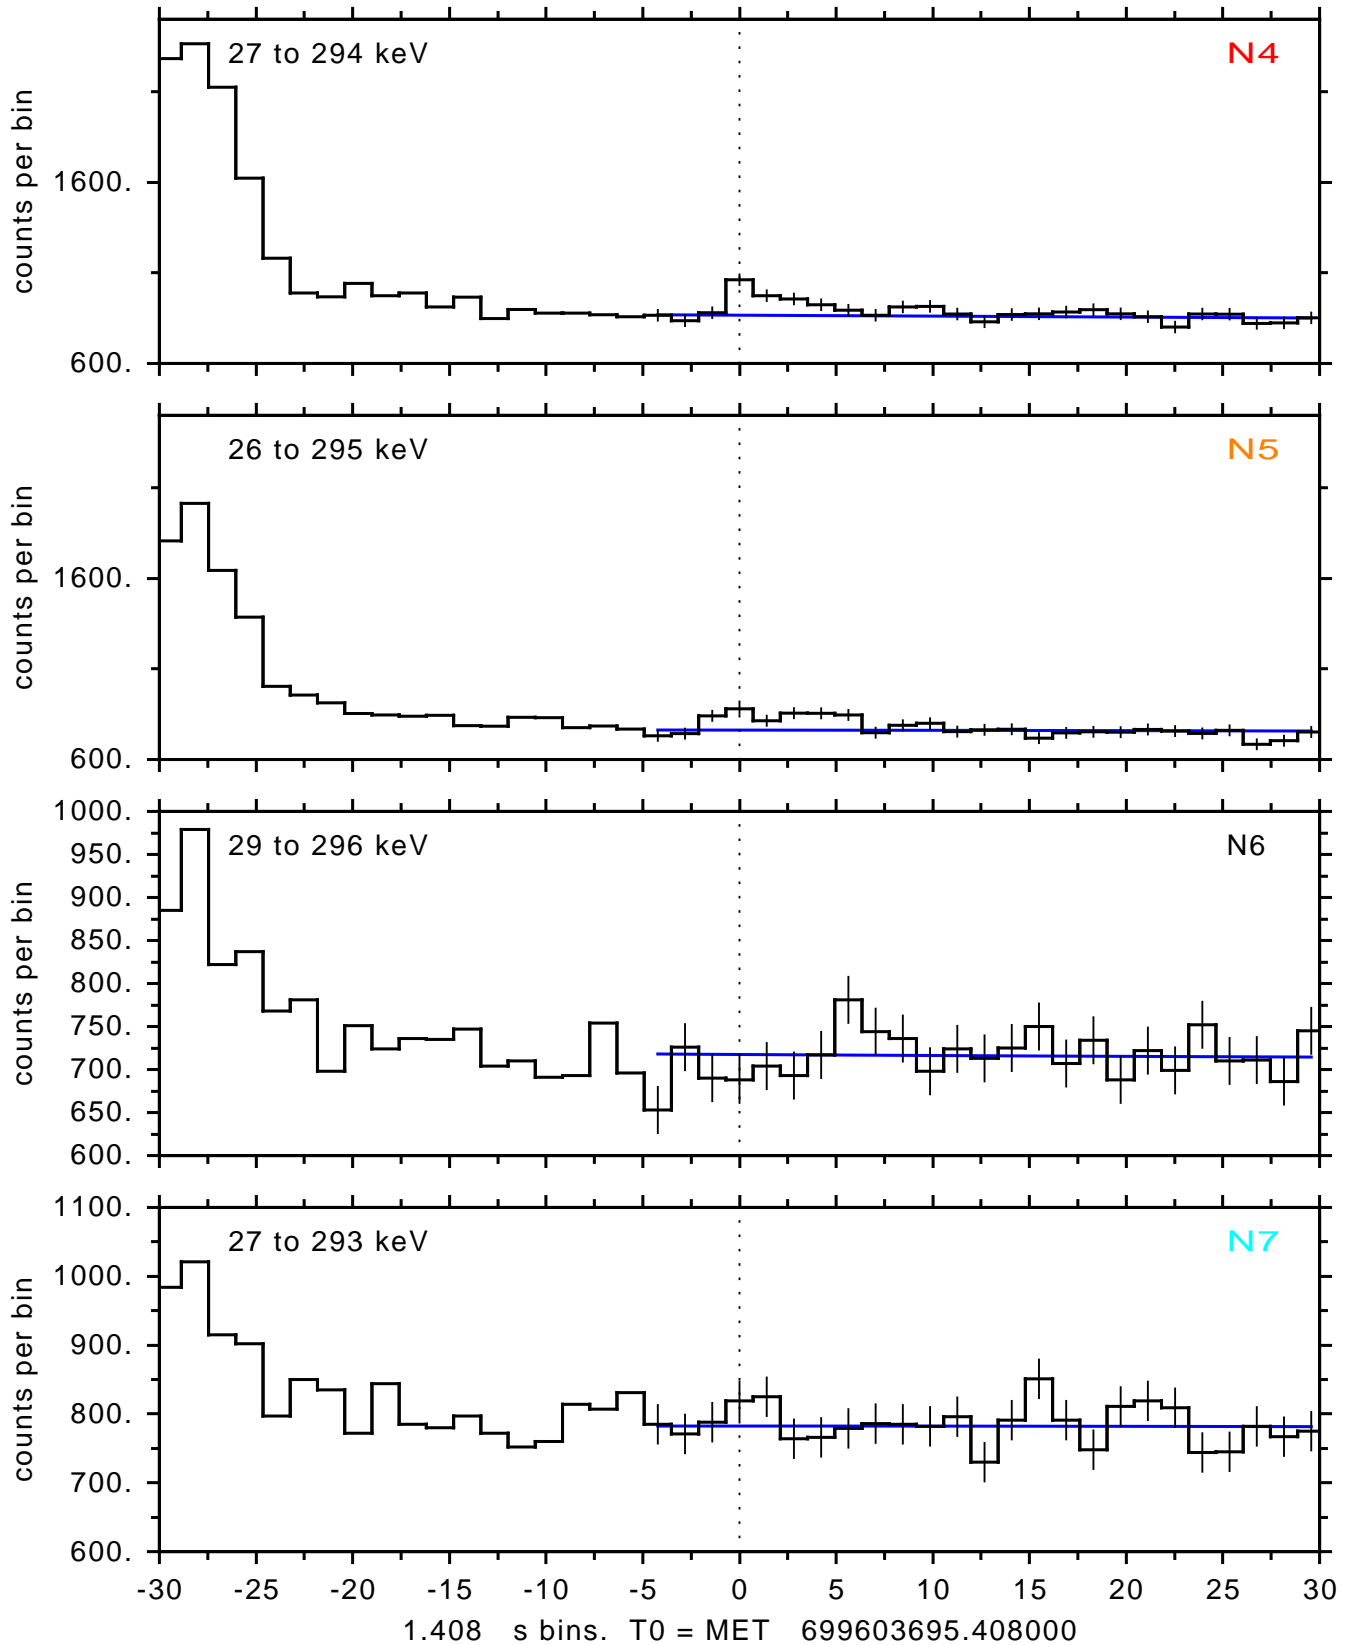 27 to 294 keV N4
counts per bin
1600.
600.
26 to 295 keV N5
counts per bin
1600.
600.
1000.
29 to 296 keV N6
950.
900.
counts per bin
850.
800.
750.
700.
650.
600.
1100.
27 to 293 keV N7
1000.
counts per bin
900.
800.
700.
600.
-30 -25 -20 -15 -10 -5 0 5 10 15 20 25 30
1.408 s bins. T0 = MET 699603695.408000